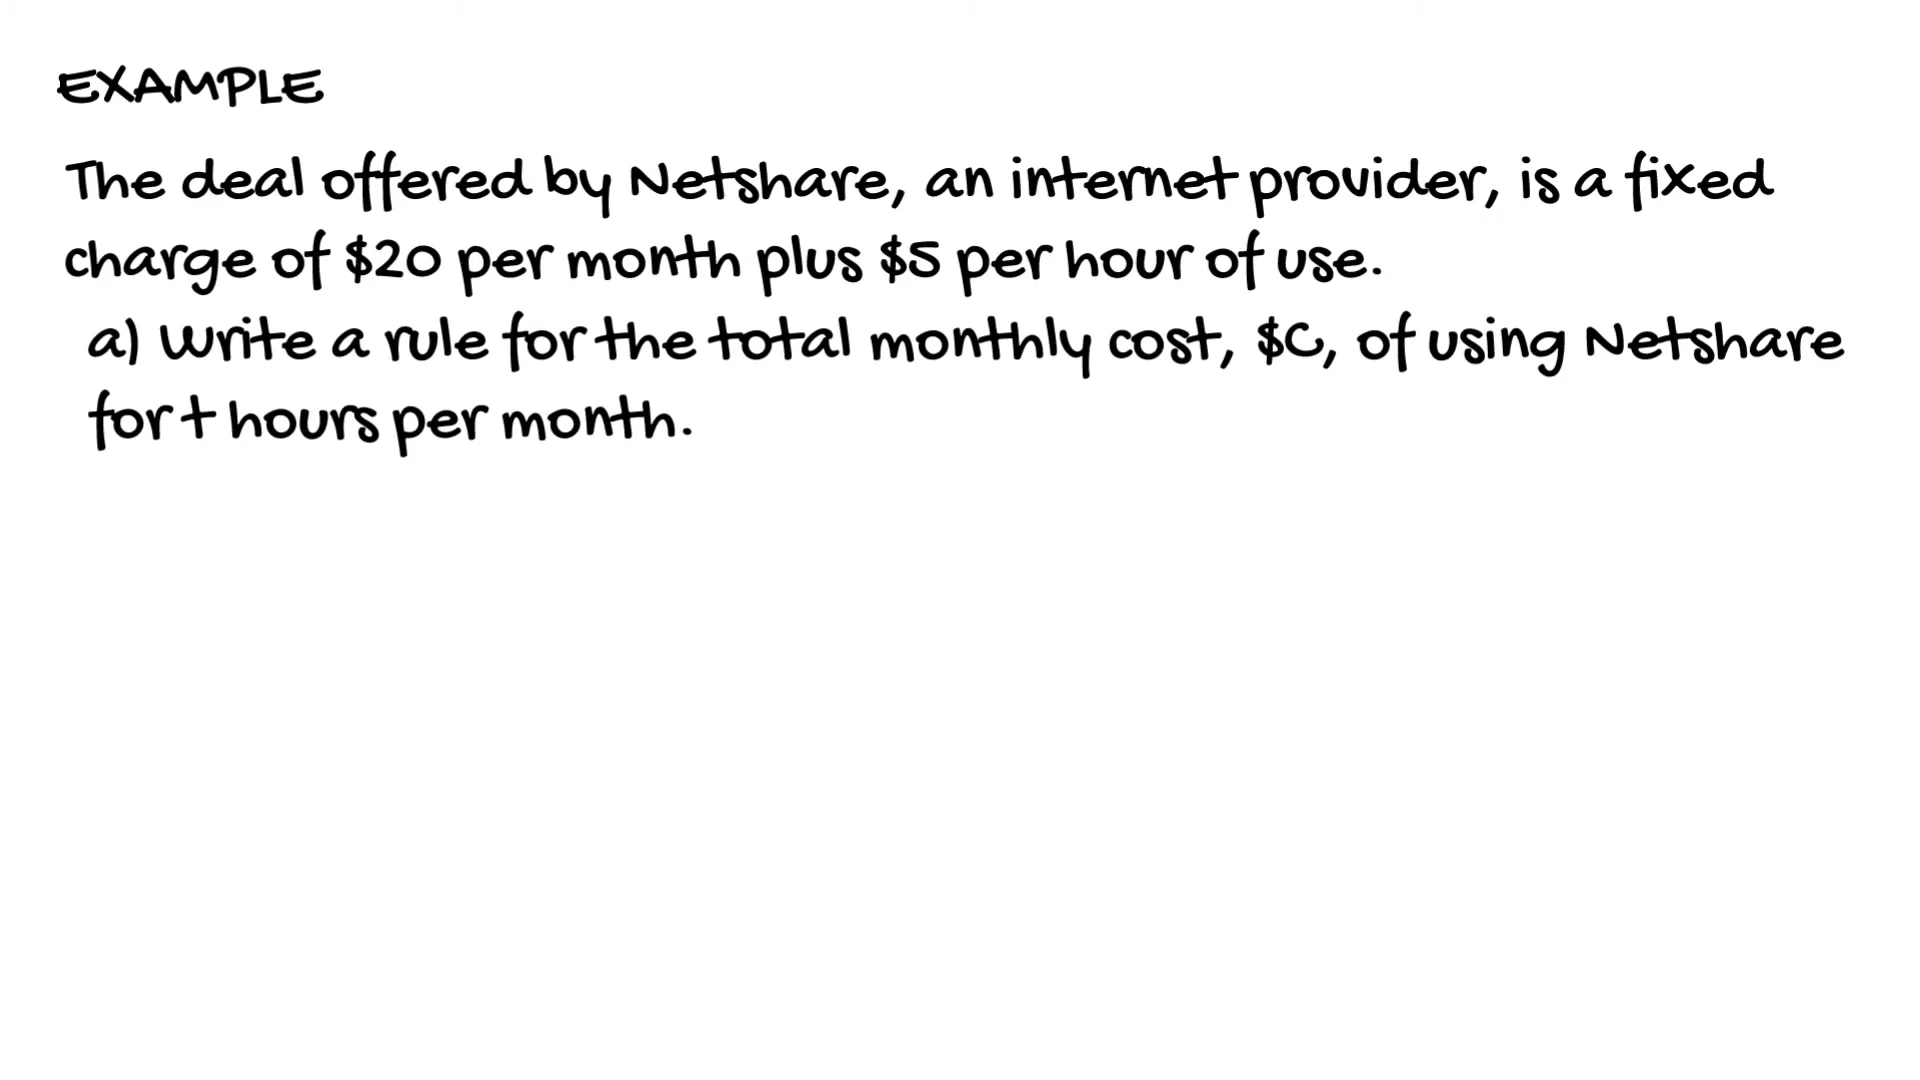 EXAMPLE
The deal offered by Netshare, an internet provider, is a fixed
charge of $20 per month plus $5 per hour of use.
a) Write a rule for the total monthly cost, $C, of using Netshare
for t hours per month.